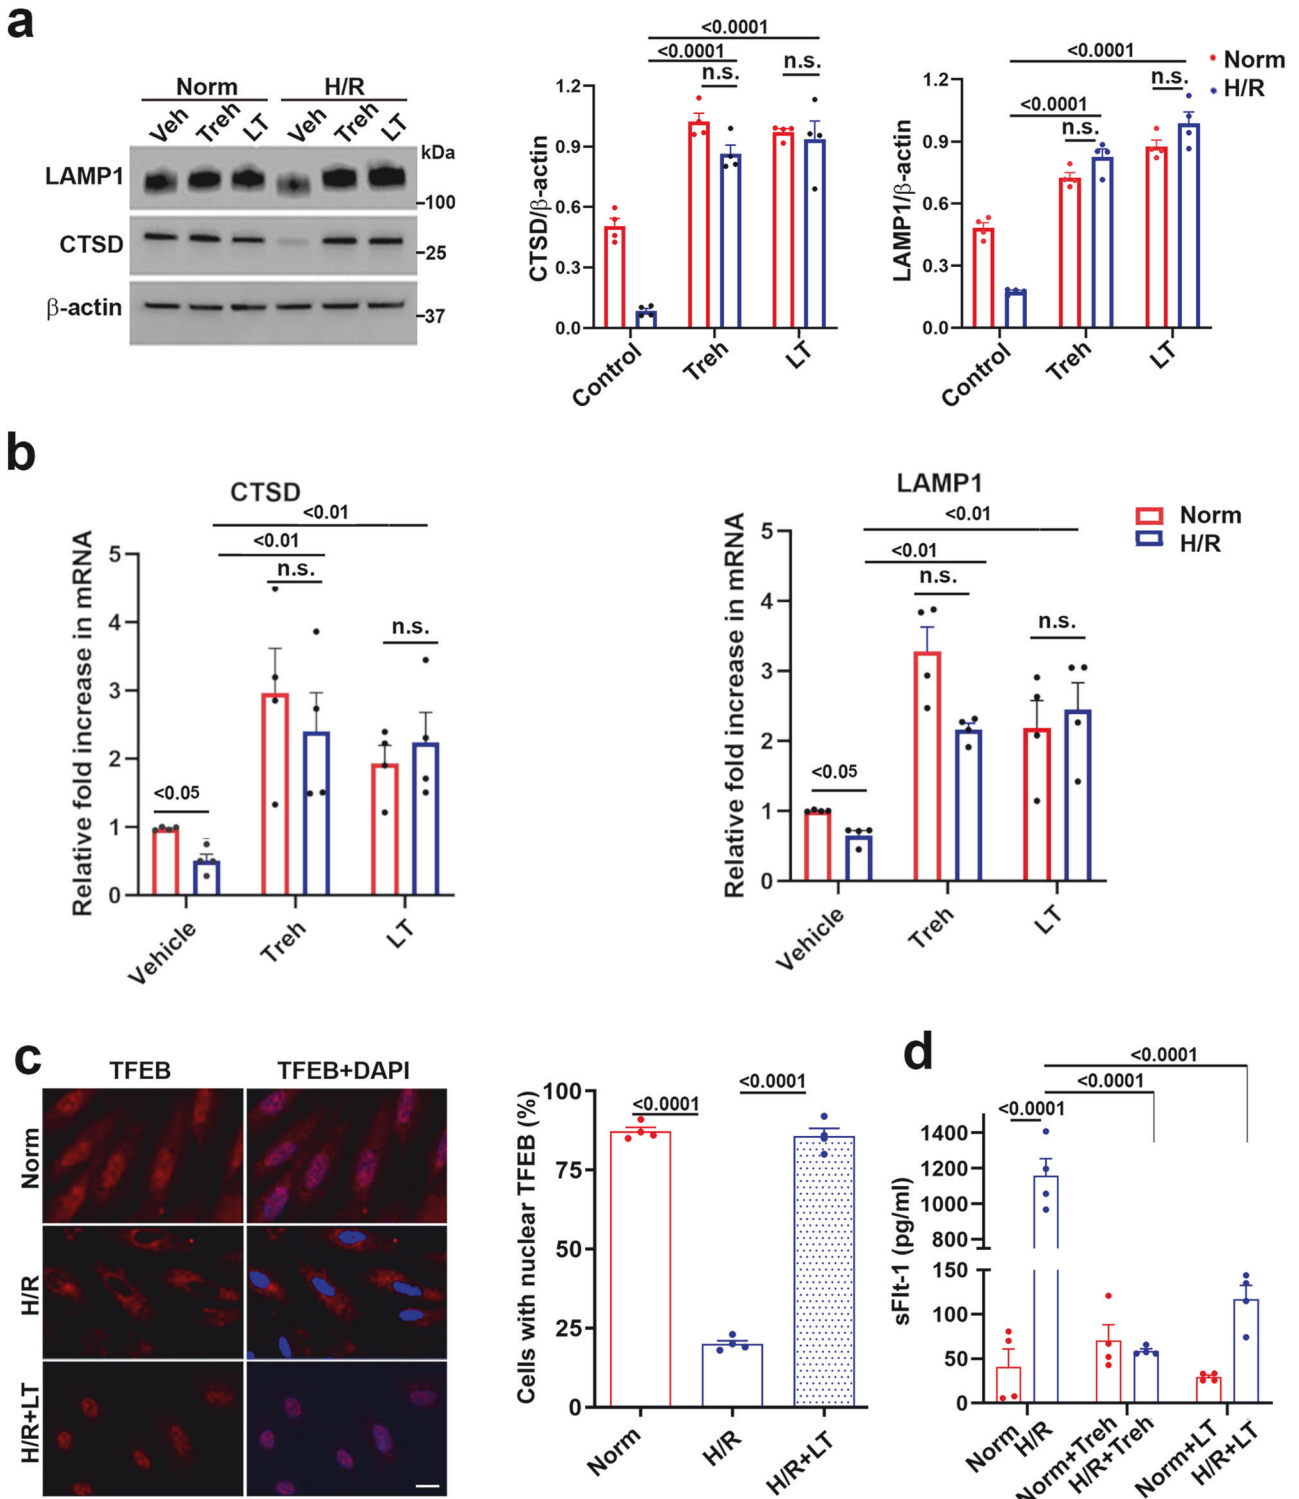 a
Norm H/R
Veh Treh LT Veh Treh LT
kDa
LAMP1
-100
CTSD
-25
β-actin
-37
<0.0001
<0.0001
n.s. n.s.
CTSD/β-actin
1.2
0.9
0.6
0.3
0.0
Control Treh LT
<0.0001
<0.0001
n.s. n.s.
LAMP1/β-actin
1.2
0.9
0.6
0.3
0.0
Control Treh LT
Norm
H/R
b
CTSD
<0.01
<0.01
n.s.
n.s.
<0.05
Relative fold increase in mRNA
5
4
3
2
1
0
Vehicle Treh LT
LAMP1
<0.01
<0.01
n.s.
n.s.
<0.05
Relative fold increase in mRNA
5
4
3
2
1
0
Vehicle Treh LT
Norm
H/R
c
TFEB TFEB+DAPI
Norm
H/R
H/R+LT
Cells with nuclear TFEB (%)
<0.0001 <0.0001
100
75
50
25
0
Norm H/R H/R+LT
d
<0.0001
<0.0001
<0.0001
sFlt-1 (pg/ml)
1400
1200
1000
800
150
100
50
0
Norm H/R Norm+Treh H/R+Treh Norm+LT H/R+LT